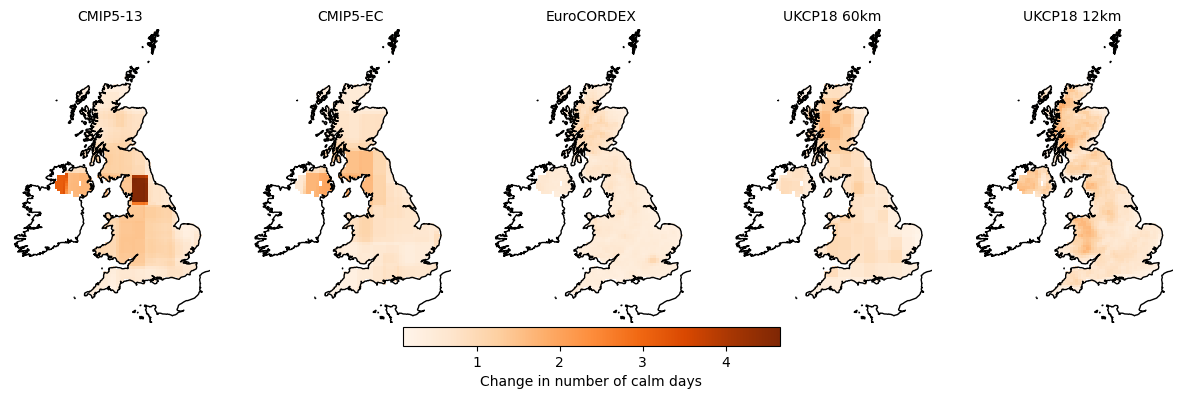 CMIP5-13
CMIP5-EC
EuroCORDEX
UKCP18 60km
UKCP18 12km
1
2
3
4
Change in number of calm days